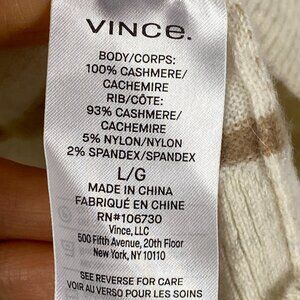 VINCE.
BODY/CORPS:
100% CASHMERE/
CACHEMIRE
RIB/CÔTE:
93% CASHMERE/
CACHEMIRE
5% NYLON/NYLON
2% SPANDEX/SPANDEX
L/G
MADE IN CHINA
FABRIQUÉ EN CHINE
RN#106730
Vince, LLC
500 Fifth Avenue, 20th Floor
New York, NY 10110
SEE REVERSE FOR CARE
VOIR AU VERSO POUR L'ENTRETIEN